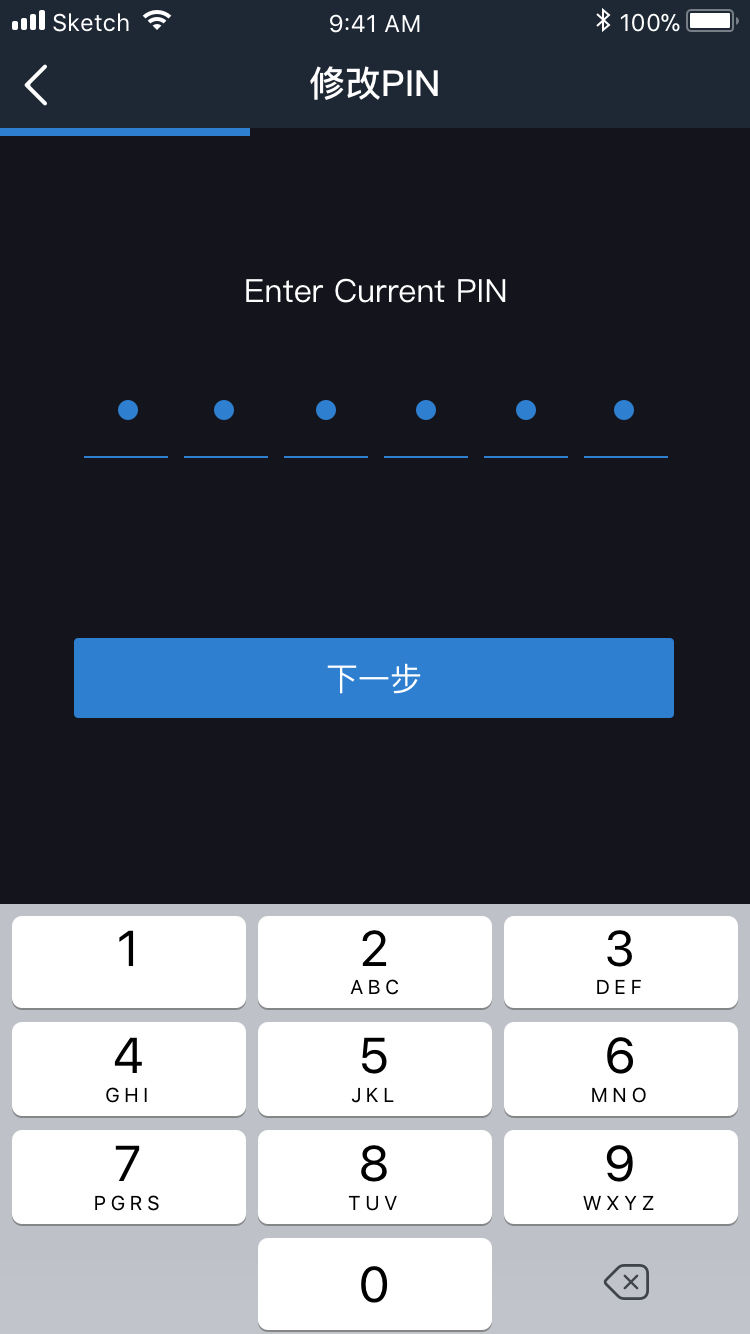 Sketch 9:41 AM 100%
修改PIN
Enter Current PIN
下一步
1 2 3
ABC DEF
4 5 6
GHI JKL MNO
7 8 9
PGRS TUV WXYZ
0